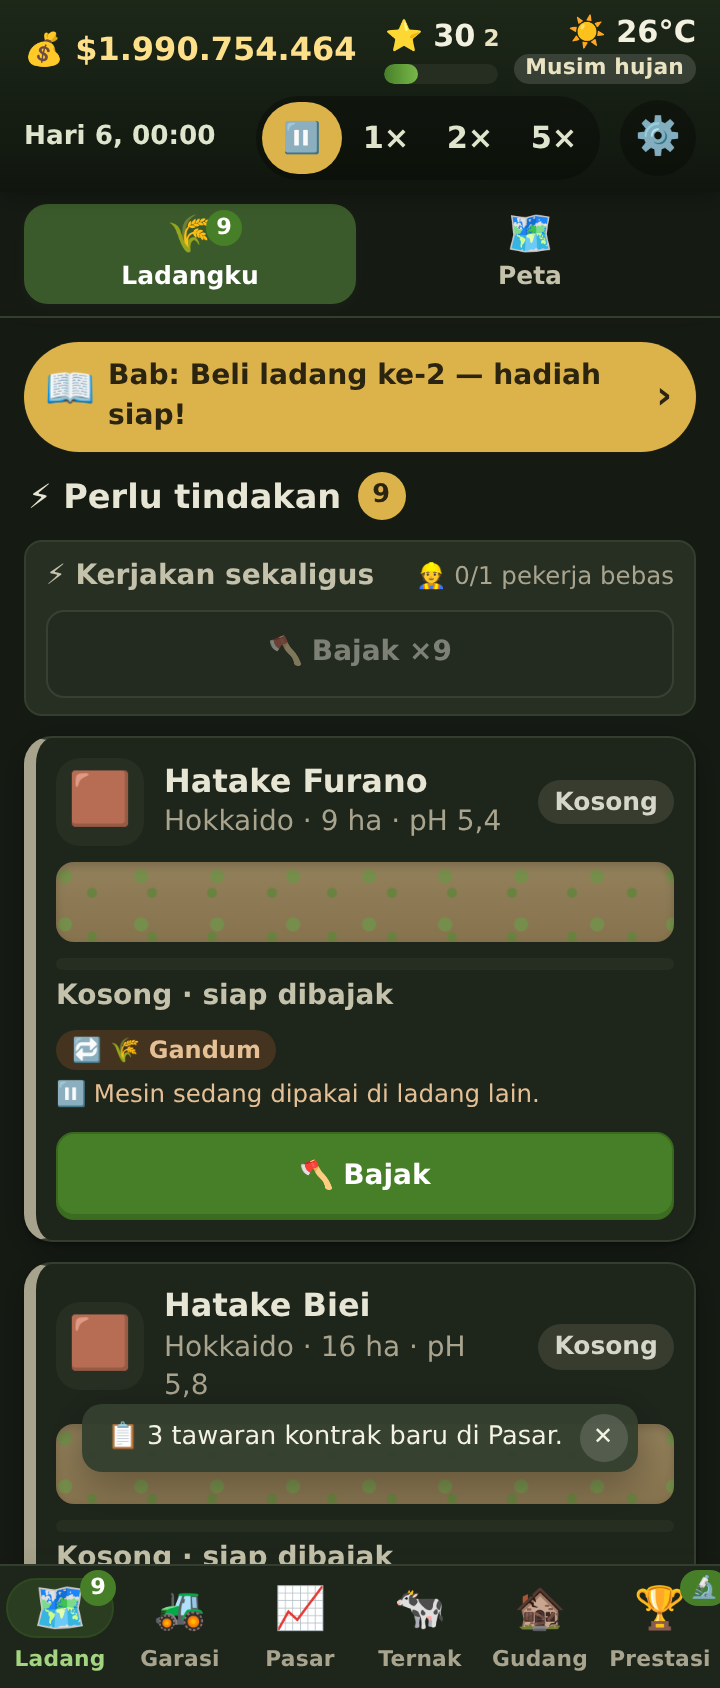 💰 $1.990.754.464
⭐ 30 2
☀️ 26°C
Musim hujan
Hari 6, 00:00
⏸️ 1× 2× 5× ⚙️
🌾 9
Ladangku
🗺️
Peta
📖 Bab: Beli ladang ke-2 — hadiah
siap! ›
⚡ Perlu tindakan 9
⚡ Kerjakan sekaligus 👷 0/1 pekerja bebas
🪓 Bajak ×9
Hatake Furano
Hokkaido · 9 ha · pH 5,4
Kosong
Kosong · siap dibajak
🔁 🌾 Gandum
⏸️ Mesin sedang dipakai di ladang lain.
🪓 Bajak
Hatake Biei
Hokkaido · 16 ha · pH
5,8
Kosong
📋 3 tawaran kontrak baru di Pasar. ✕
Kosong · siap dibajak
9
Ladang Garasi Pasar Ternak Gudang Prestasi